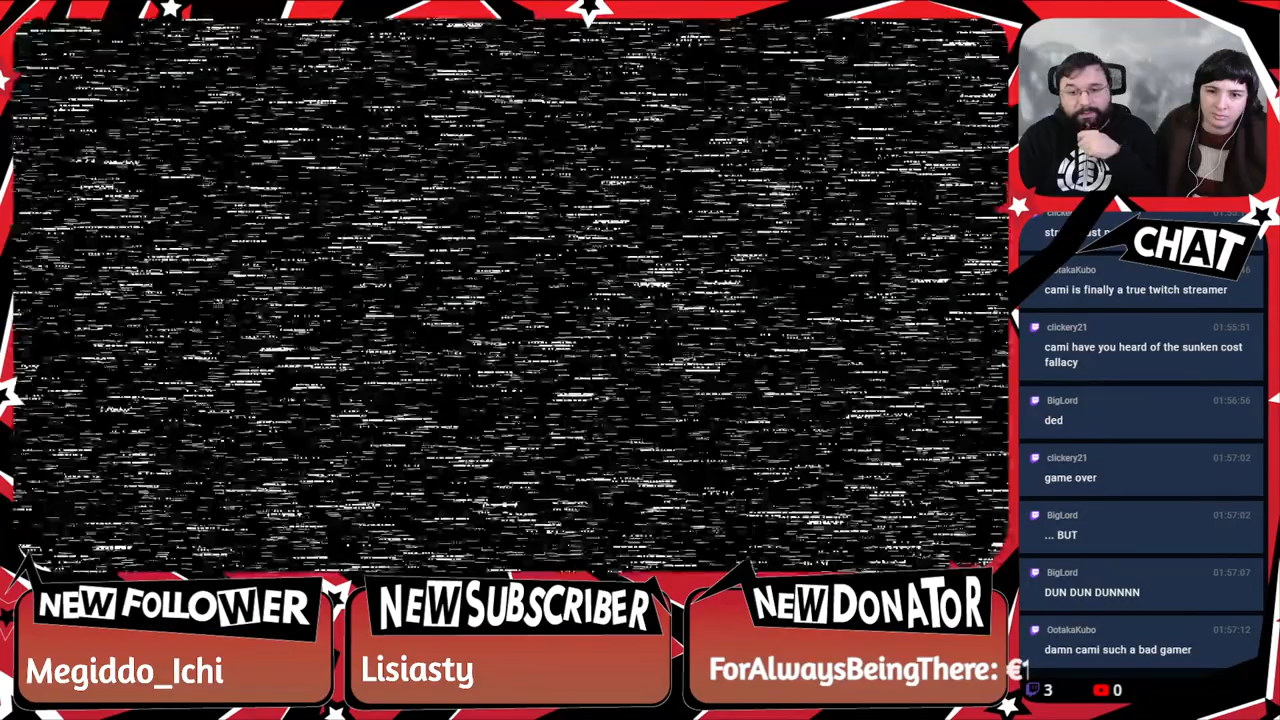 CHAT
OotakaKubo
cami is finally a true twitch streamer
clickery21 01:55:51
cami have you heard of the sunken cost
fallacy
BigLord 01:56:56
ded
clickery21 01:57:02
game over
BigLord 01:57:02
... BUT
BigLord 01:57:07
DUN DUN DUNNNN
OotakaKubo 01:57:12
damn cami such a bad gamer
3 0
NEW FOLLOWER
Megiddo_Ichi
NEW SUBSCRIBER
Lisiasty
NEW DONATOR
ForAlwaysBeingThere: €1